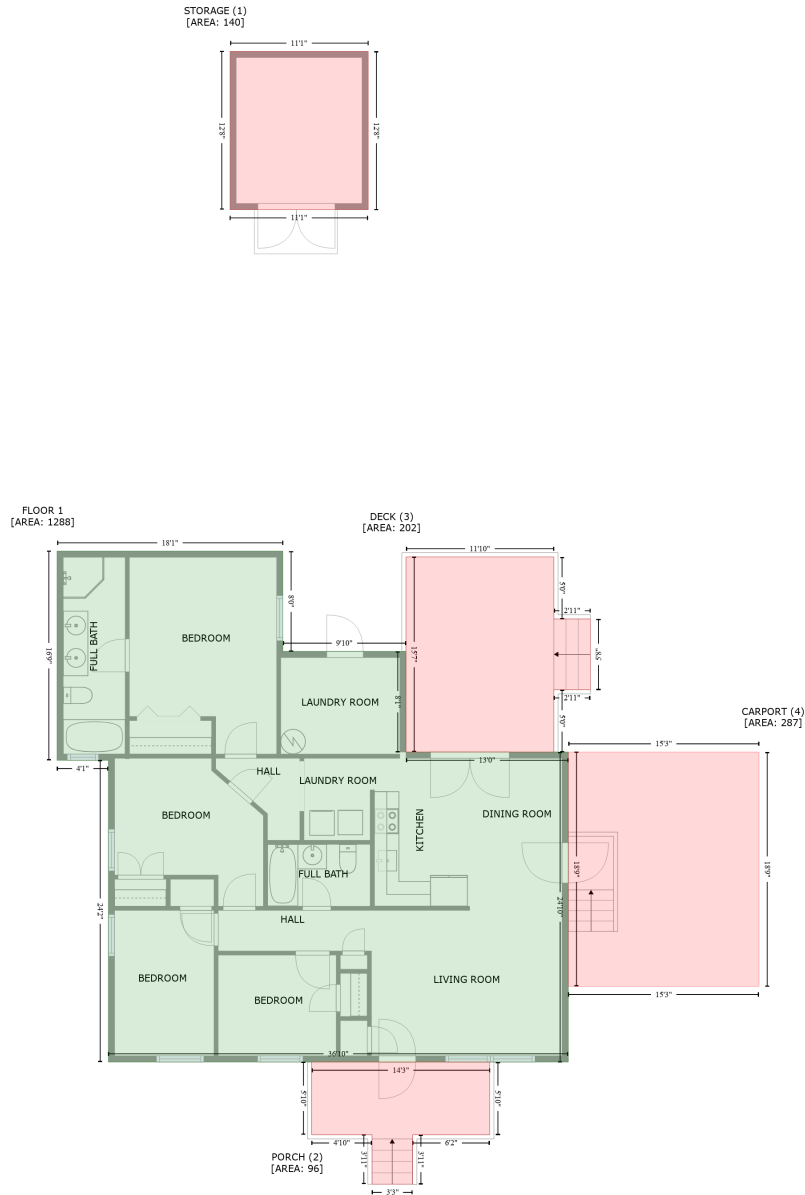 STORAGE (1)
[AREA: 140]
11'1"
12'8"
12'8"
11'1"
FLOOR 1
[AREA: 1288]
DECK (3)
[AREA: 202]
18'1"
11'10"
16'9"
8'0"
5'0"
2'11"
FULL BATH
BEDROOM
9'10"
15'7"
5'8"
LAUNDRY ROOM
8'1"
2'11"
5'0"
CARPORT (4)
[AREA: 287]
15'3"
4'1"
HALL
13'0"
LAUNDRY ROOM
BEDROOM
KITCHEN
DINING ROOM
FULL BATH
18'9"
18'9"
24'2"
24'10"
HALL
BEDROOM
BEDROOM
LIVING ROOM
15'3"
36'10"
14'3"
5'10"
5'10"
4'10"
6'2"
PORCH (2)
[AREA: 96]
3'11"
3'11"
3'3"